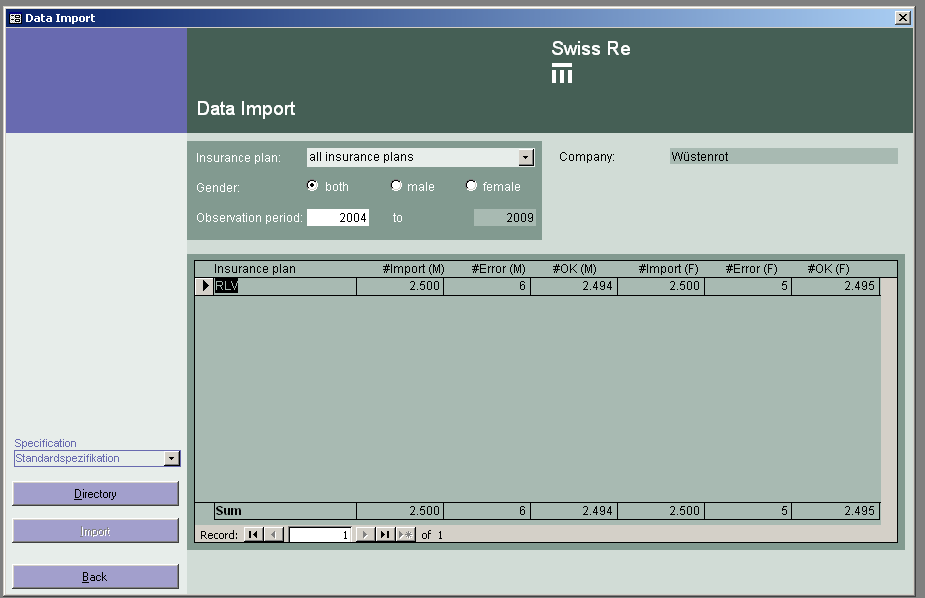 Data Import
Swiss Re
Data Import
Insurance plan: all insurance plans
Company: Wüstenrot
Gender: both male female
Observation period: 2004 to 2009
Insurance plan #Import (M) #Error (M) #OK (M) #Import (F) #Error (F) #OK (F)
RLV 2.500 6 2.494 2.500 5 2.495
Sum 2.500 6 2.494 2.500 5 2.495
Record: 1 of 1
Specification
Standardspezifikation
Directory
Import
Back